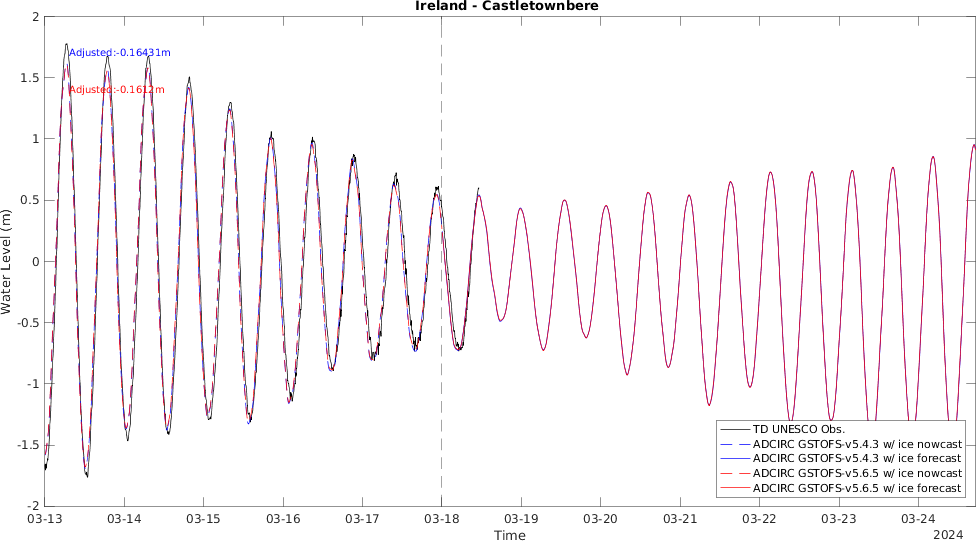 Ireland - Castletownbere
Adjusted:-0.16431m
Adjusted:-0.1612m
Water Level (m)
2
1.5
1
0.5
0
-0.5
-1
-1.5
-2
TD UNESCO Obs.
ADCIRC GSTOFS-v5.4.3 w/ ice nowcast
ADCIRC GSTOFS-v5.4.3 w/ ice forecast
ADCIRC GSTOFS-v5.6.5 w/ ice nowcast
ADCIRC GSTOFS-v5.6.5 w/ ice forecast
03-13 03-14 03-15 03-16 03-17 03-18 03-19 03-20 03-21 03-22 03-23 03-24
Time
2024